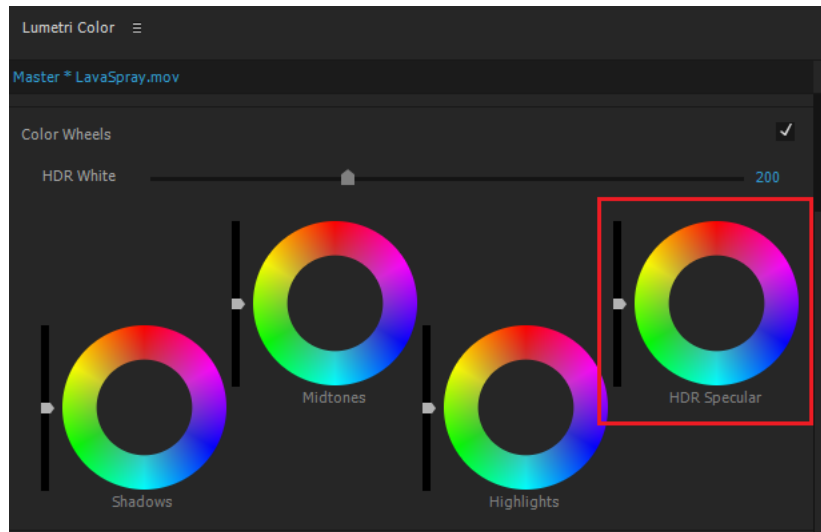 Lumetri Color
Master * LavaSpray.mov
Color Wheels
HDR White 200
Midtones
HDR Specular
Shadows
Highlights